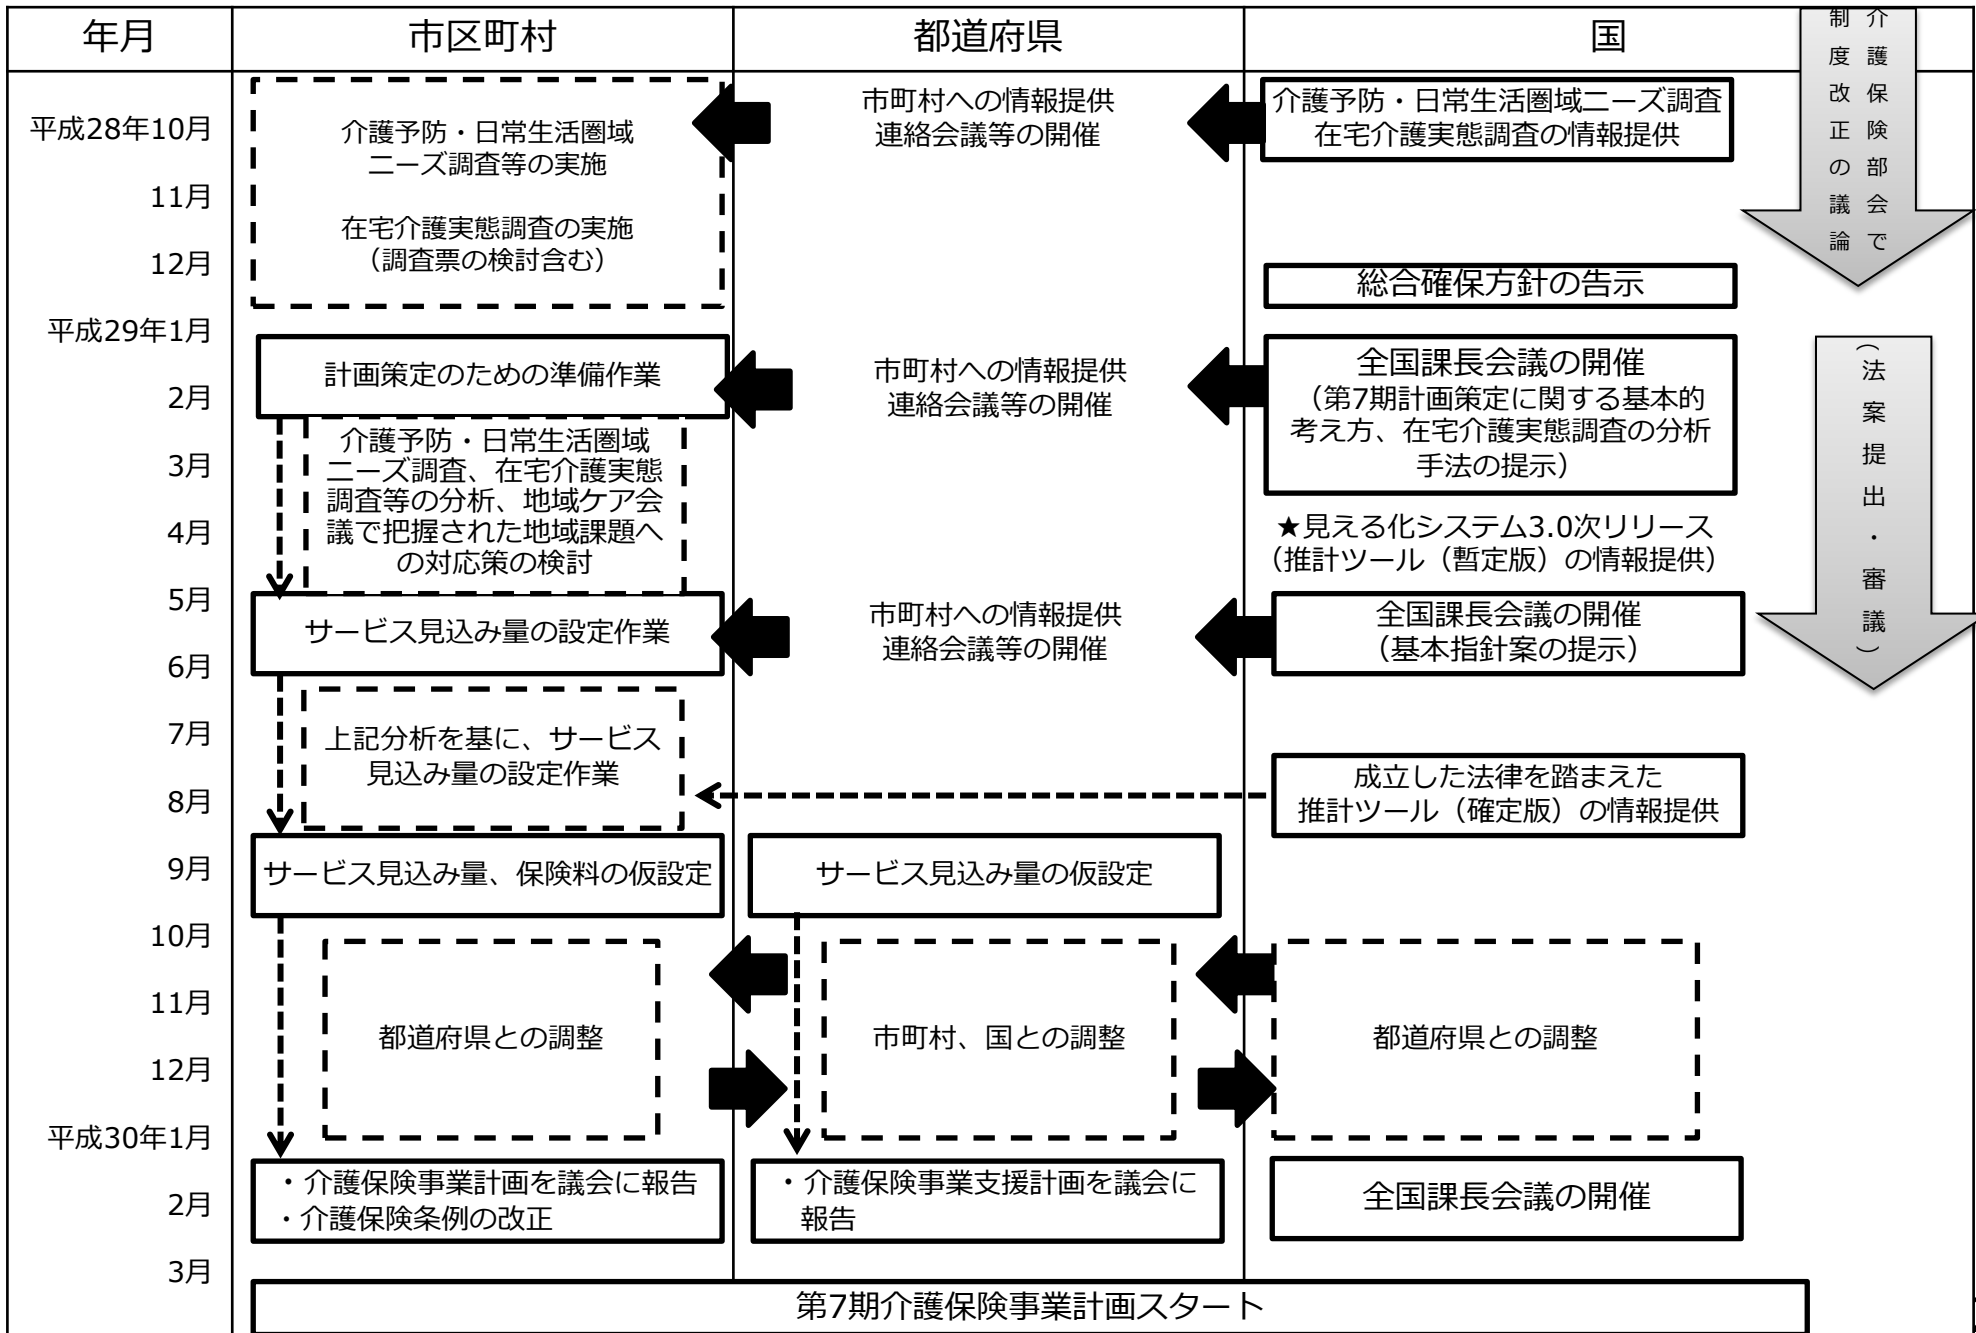 年月
市区町村
都道府県
国
介護保険部会で
制度改正の議論
平成28年10月
11月
12月
平成29年1月
2月
3月
4月
5月
6月
7月
8月
9月
10月
11月
12月
平成30年1月
2月
3月
介護予防・日常生活圏域
ニーズ調査等の実施
在宅介護実態調査の実施
（調査票の検討含む）
市町村への情報提供
連絡会議等の開催
介護予防・日常生活圏域ニーズ調査
在宅介護実態調査の情報提供
総合確保方針の告示
計画策定のための準備作業
市町村への情報提供
連絡会議等の開催
全国課長会議の開催
（第7期計画策定に関する基本的
考え方、在宅介護実態調査の分析
手法の提示）
（法案提出・審議）
介護予防・日常生活圏域
ニーズ調査、在宅介護実態
調査等の分析、地域ケア会
議で把握された地域課題へ
の対応策の検討
★見える化システム3.0次リリース
（推計ツール（暫定版）の情報提供）
サービス見込み量の設定作業
市町村への情報提供
連絡会議等の開催
全国課長会議の開催
（基本指針案の提示）
上記分析を基に、サービス
見込み量の設定作業
成立した法律を踏まえた
推計ツール（確定版）の情報提供
サービス見込み量、保険料の仮設定
サービス見込み量の仮設定
都道府県との調整
市町村、国との調整
都道府県との調整
・介護保険事業計画を議会に報告
・介護保険条例の改正
・介護保険事業支援計画を議会に
報告
全国課長会議の開催
第7期介護保険事業計画スタート